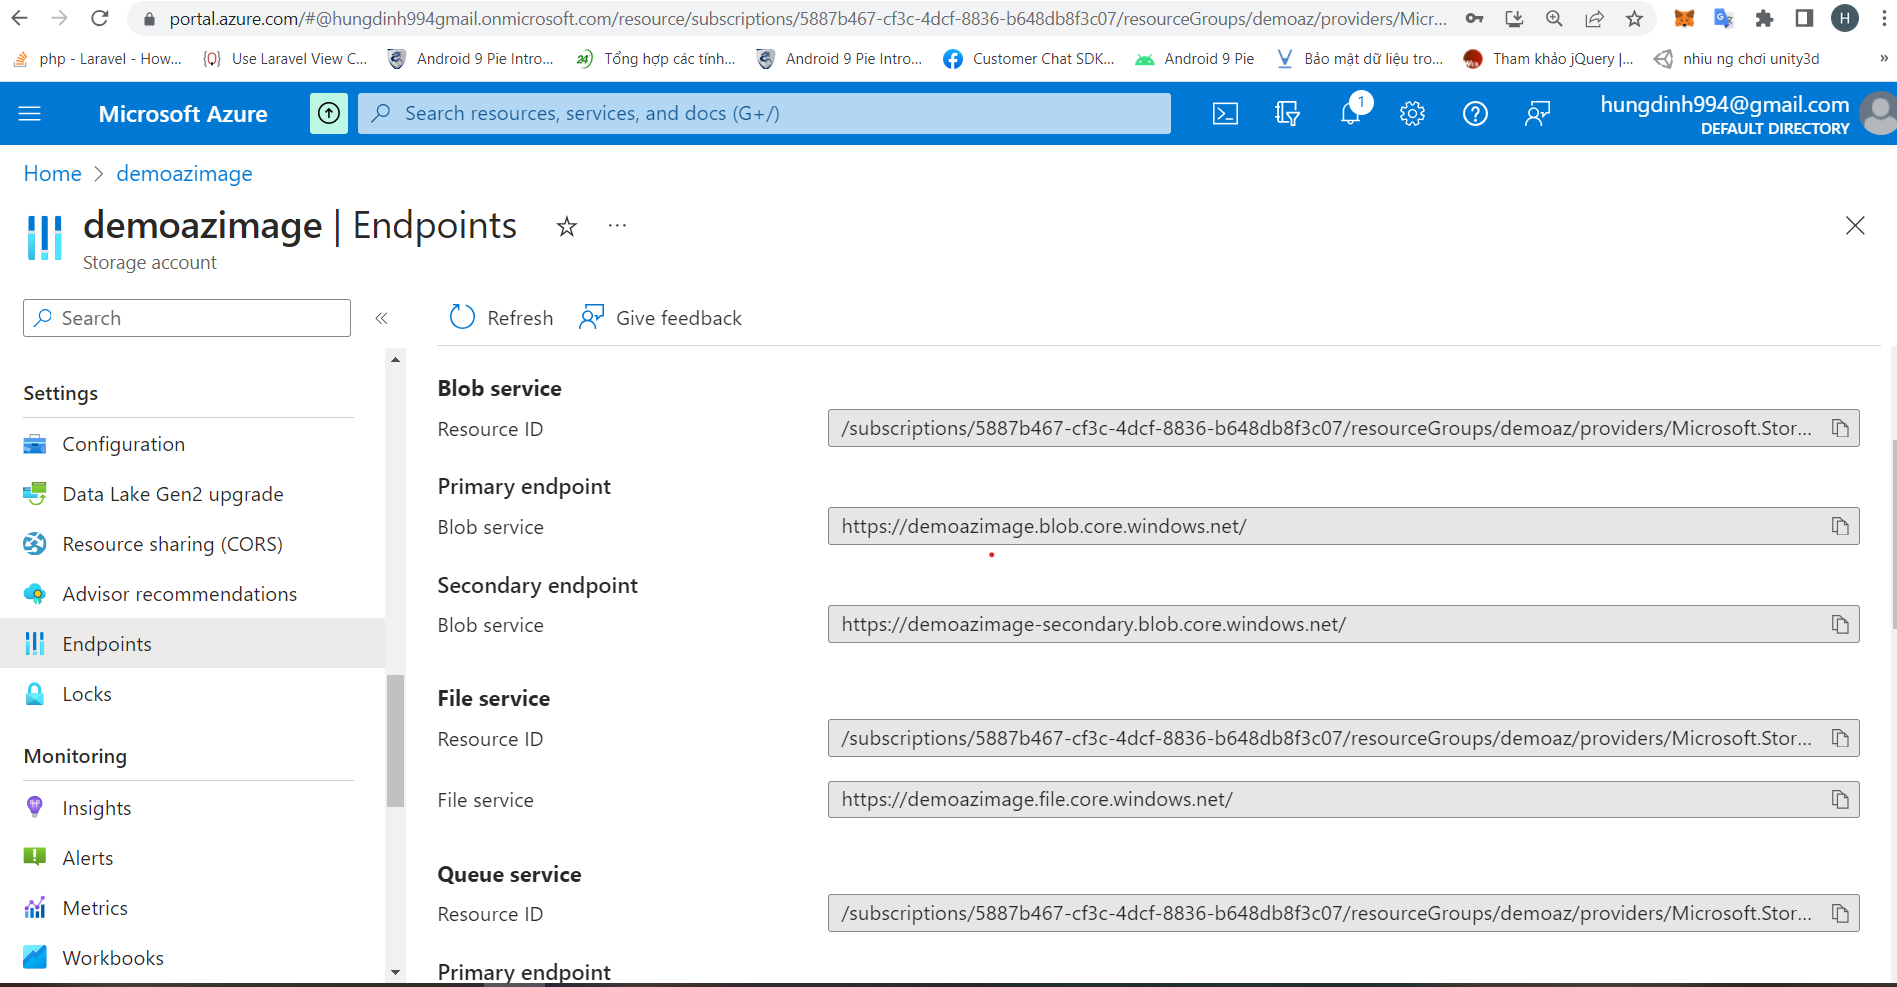 portal.azure.com/#@hungdinh994gmail.onmicrosoft.com/resource/subscriptions/5887b467-cf3c-4dcf-8836-b648db8f3c07/resourceGroups/demoaz/providers/Micr...
H
php - Laravel - How... Use Laravel View C... Android 9 Pie Intro... Tổng hợp các tính... Android 9 Pie Intro... Customer Chat SDK... Android 9 Pie Bảo mật dữ liệu tro... Tham khảo jQuery |... nhiu ng chơi unity3d »
Microsoft Azure
Search resources, services, and docs (G+/)
1
hungdinh994@gmail.com
DEFAULT DIRECTORY
Home > demoazimage
demoazimage | Endpoints
Storage account
Search
Refresh
Give feedback
Settings
Configuration
Data Lake Gen2 upgrade
Resource sharing (CORS)
Advisor recommendations
Endpoints
Locks
Monitoring
Insights
Alerts
Metrics
Workbooks
Blob service
Resource ID /subscriptions/5887b467-cf3c-4dcf-8836-b648db8f3c07/resourceGroups/demoaz/providers/Microsoft.Stor...
Primary endpoint
Blob service https://demoazimage.blob.core.windows.net/
Secondary endpoint
Blob service https://demoazimage-secondary.blob.core.windows.net/
File service
Resource ID /subscriptions/5887b467-cf3c-4dcf-8836-b648db8f3c07/resourceGroups/demoaz/providers/Microsoft.Stor...
File service https://demoazimage.file.core.windows.net/
Queue service
Resource ID /subscriptions/5887b467-cf3c-4dcf-8836-b648db8f3c07/resourceGroups/demoaz/providers/Microsoft.Stor...
Primary endpoint